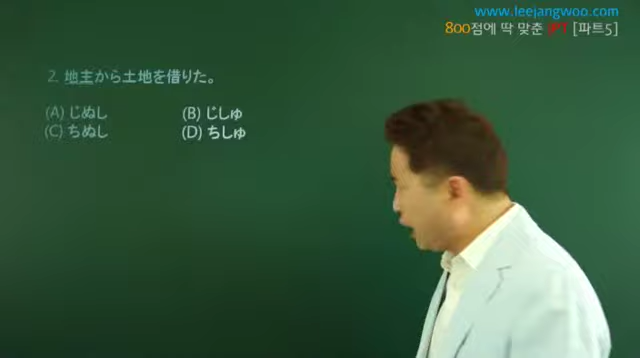 www.leejangwoo.com
800점에 딱 맞춘 JPT [파트5]
2. 地主から土地を借りた。
(A) じぬし (B) じしゅ
(C) ちぬし (D) ちしゅ